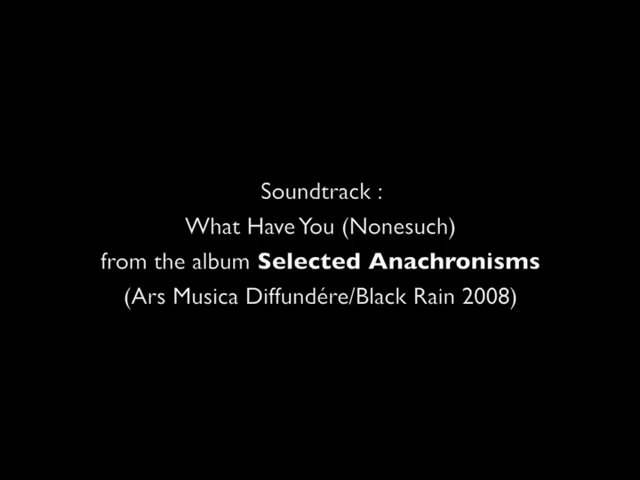 Soundtrack :
What Have You (Nonesuch)
from the album Selected Anachronisms
(Ars Musica Diffundére/Black Rain 2008)